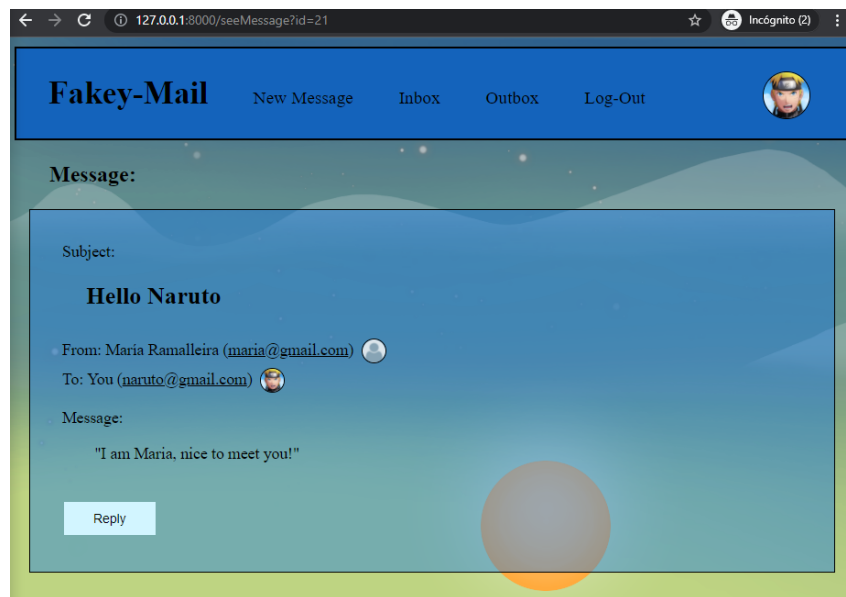 127.0.0.1:8000/seeMessage?id=21
Incógnito (2)
Fakey-Mail New Message Inbox Outbox Log-Out
Message:
Subject:
Hello Naruto
From: María Ramalleira (maria@gmail.com)
To: You (naruto@gmail.com)
Message:
"I am Maria, nice to meet you!"
Reply